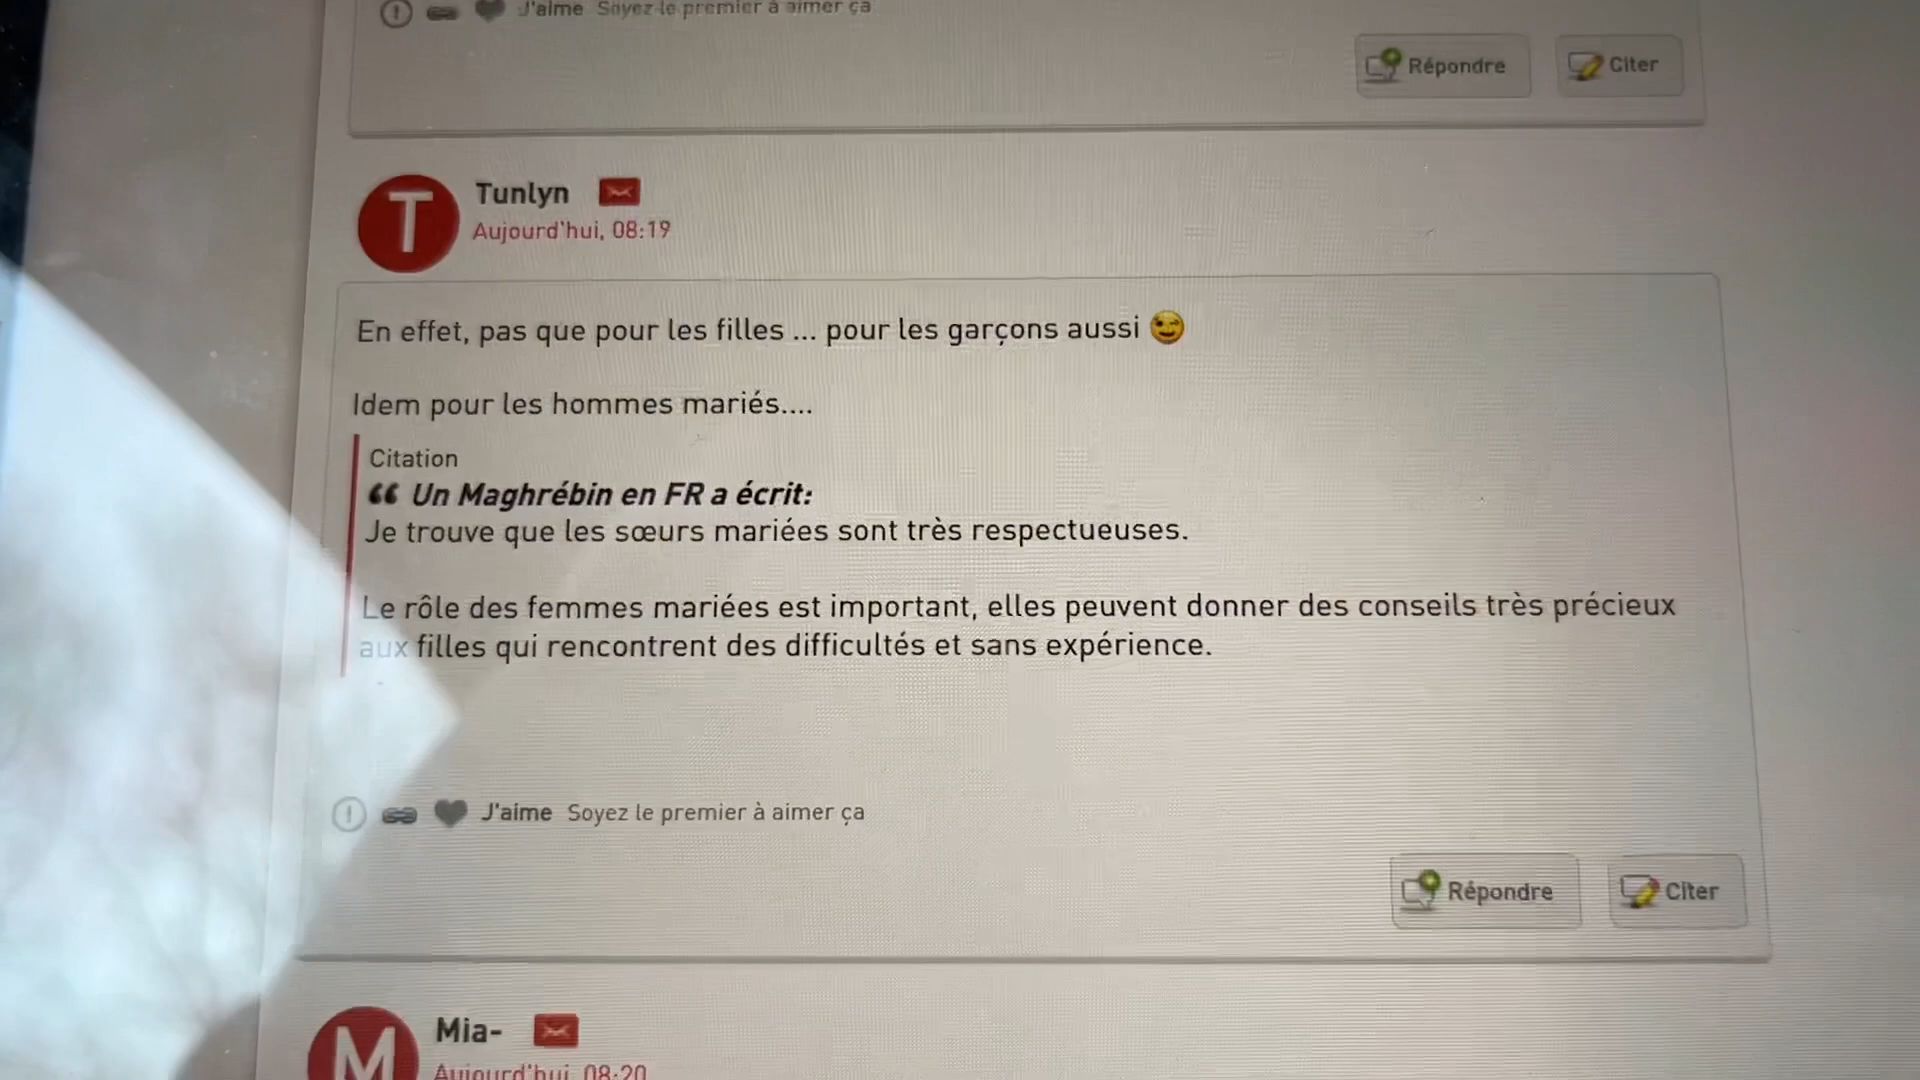 J'aime Soyez le premier à aimer ça
Répondre Citer
T Tunlyn
Aujourd'hui, 08:19
En effet, pas que pour les filles ... pour les garçons aussi 😉
Idem pour les hommes mariés....
Citation
“ Un Maghrébin en FR a écrit:
Je trouve que les sœurs mariées sont très respectueuses.
Le rôle des femmes mariées est important, elles peuvent donner des conseils très précieux
aux filles qui rencontrent des difficultés et sans expérience.
J'aime Soyez le premier à aimer ça
Répondre Citer
M Mia-
Aujourd'hui, 08:20